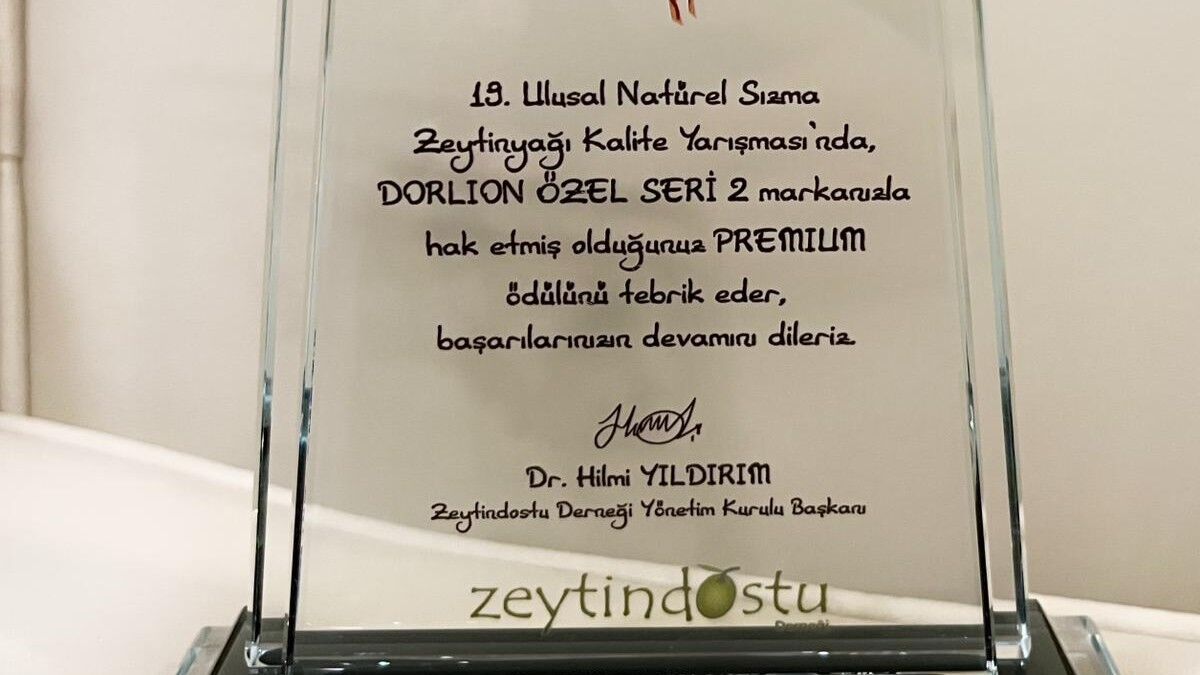 19. Ulusal Natürel Sızma
Zeytinyağı Kalite Yarışması'nda,
DORLION ÖZEL SERİ 2 markanızla
hak etmiş olduğunuz PREMIUM
ödülünü tebrik eder,
başarılarınızın devamını dileriz
Dr. Hilmi YILDIRIM
Zeytindostu Derneği Yönetim Kurulu Başkanı
zeytindostu
Derneği